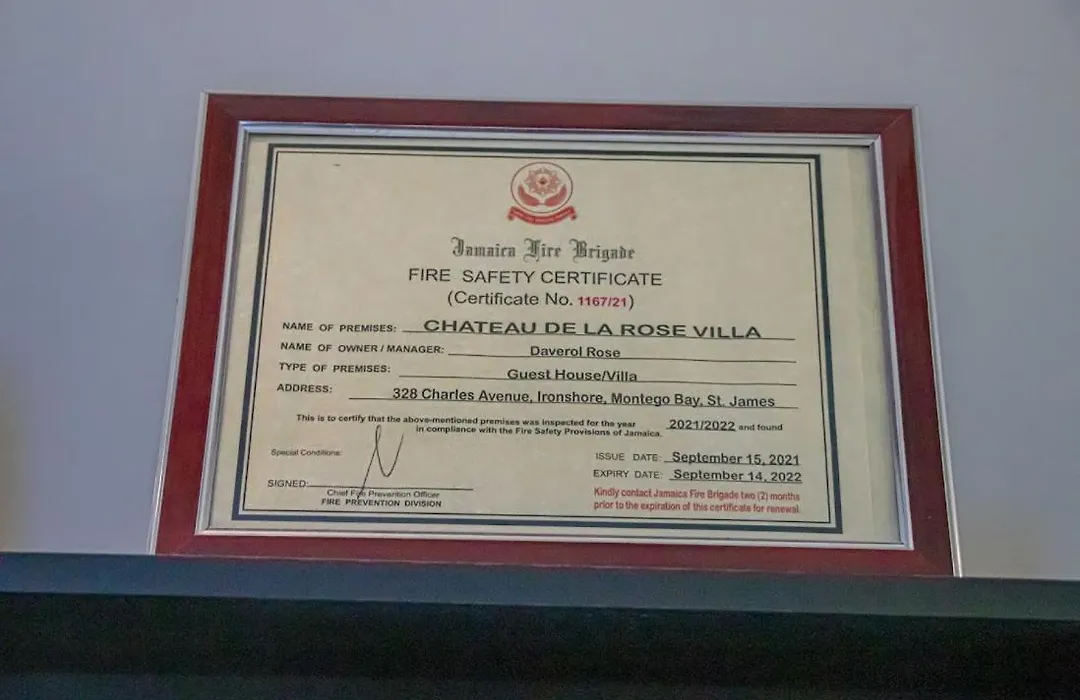 Jamaica Fire Brigade
FIRE SAFETY CERTIFICATE
(Certificate No. 1167/21)
NAME OF PREMISES: CHATEAU DE LA ROSE VILLA
NAME OF OWNER / MANAGER: Daverol Rose
TYPE OF PREMISES: Guest House/Villa
ADDRESS: 328 Charles Avenue, Ironshore, Montego Bay, St. James
This is to certify that the above-mentioned premises was inspected for the year 2021/2022 and found
in compliance with the Fire Safety Provisions of Jamaica.
Special Conditions:
ISSUE DATE: September 15, 2021
EXPIRY DATE: September 14, 2022
SIGNED:
Chief Fire Prevention Officer
FIRE PREVENTION DIVISION
Kindly contact Jamaica Fire Brigade two (2) months
prior to the expiration of this certificate for renewal.